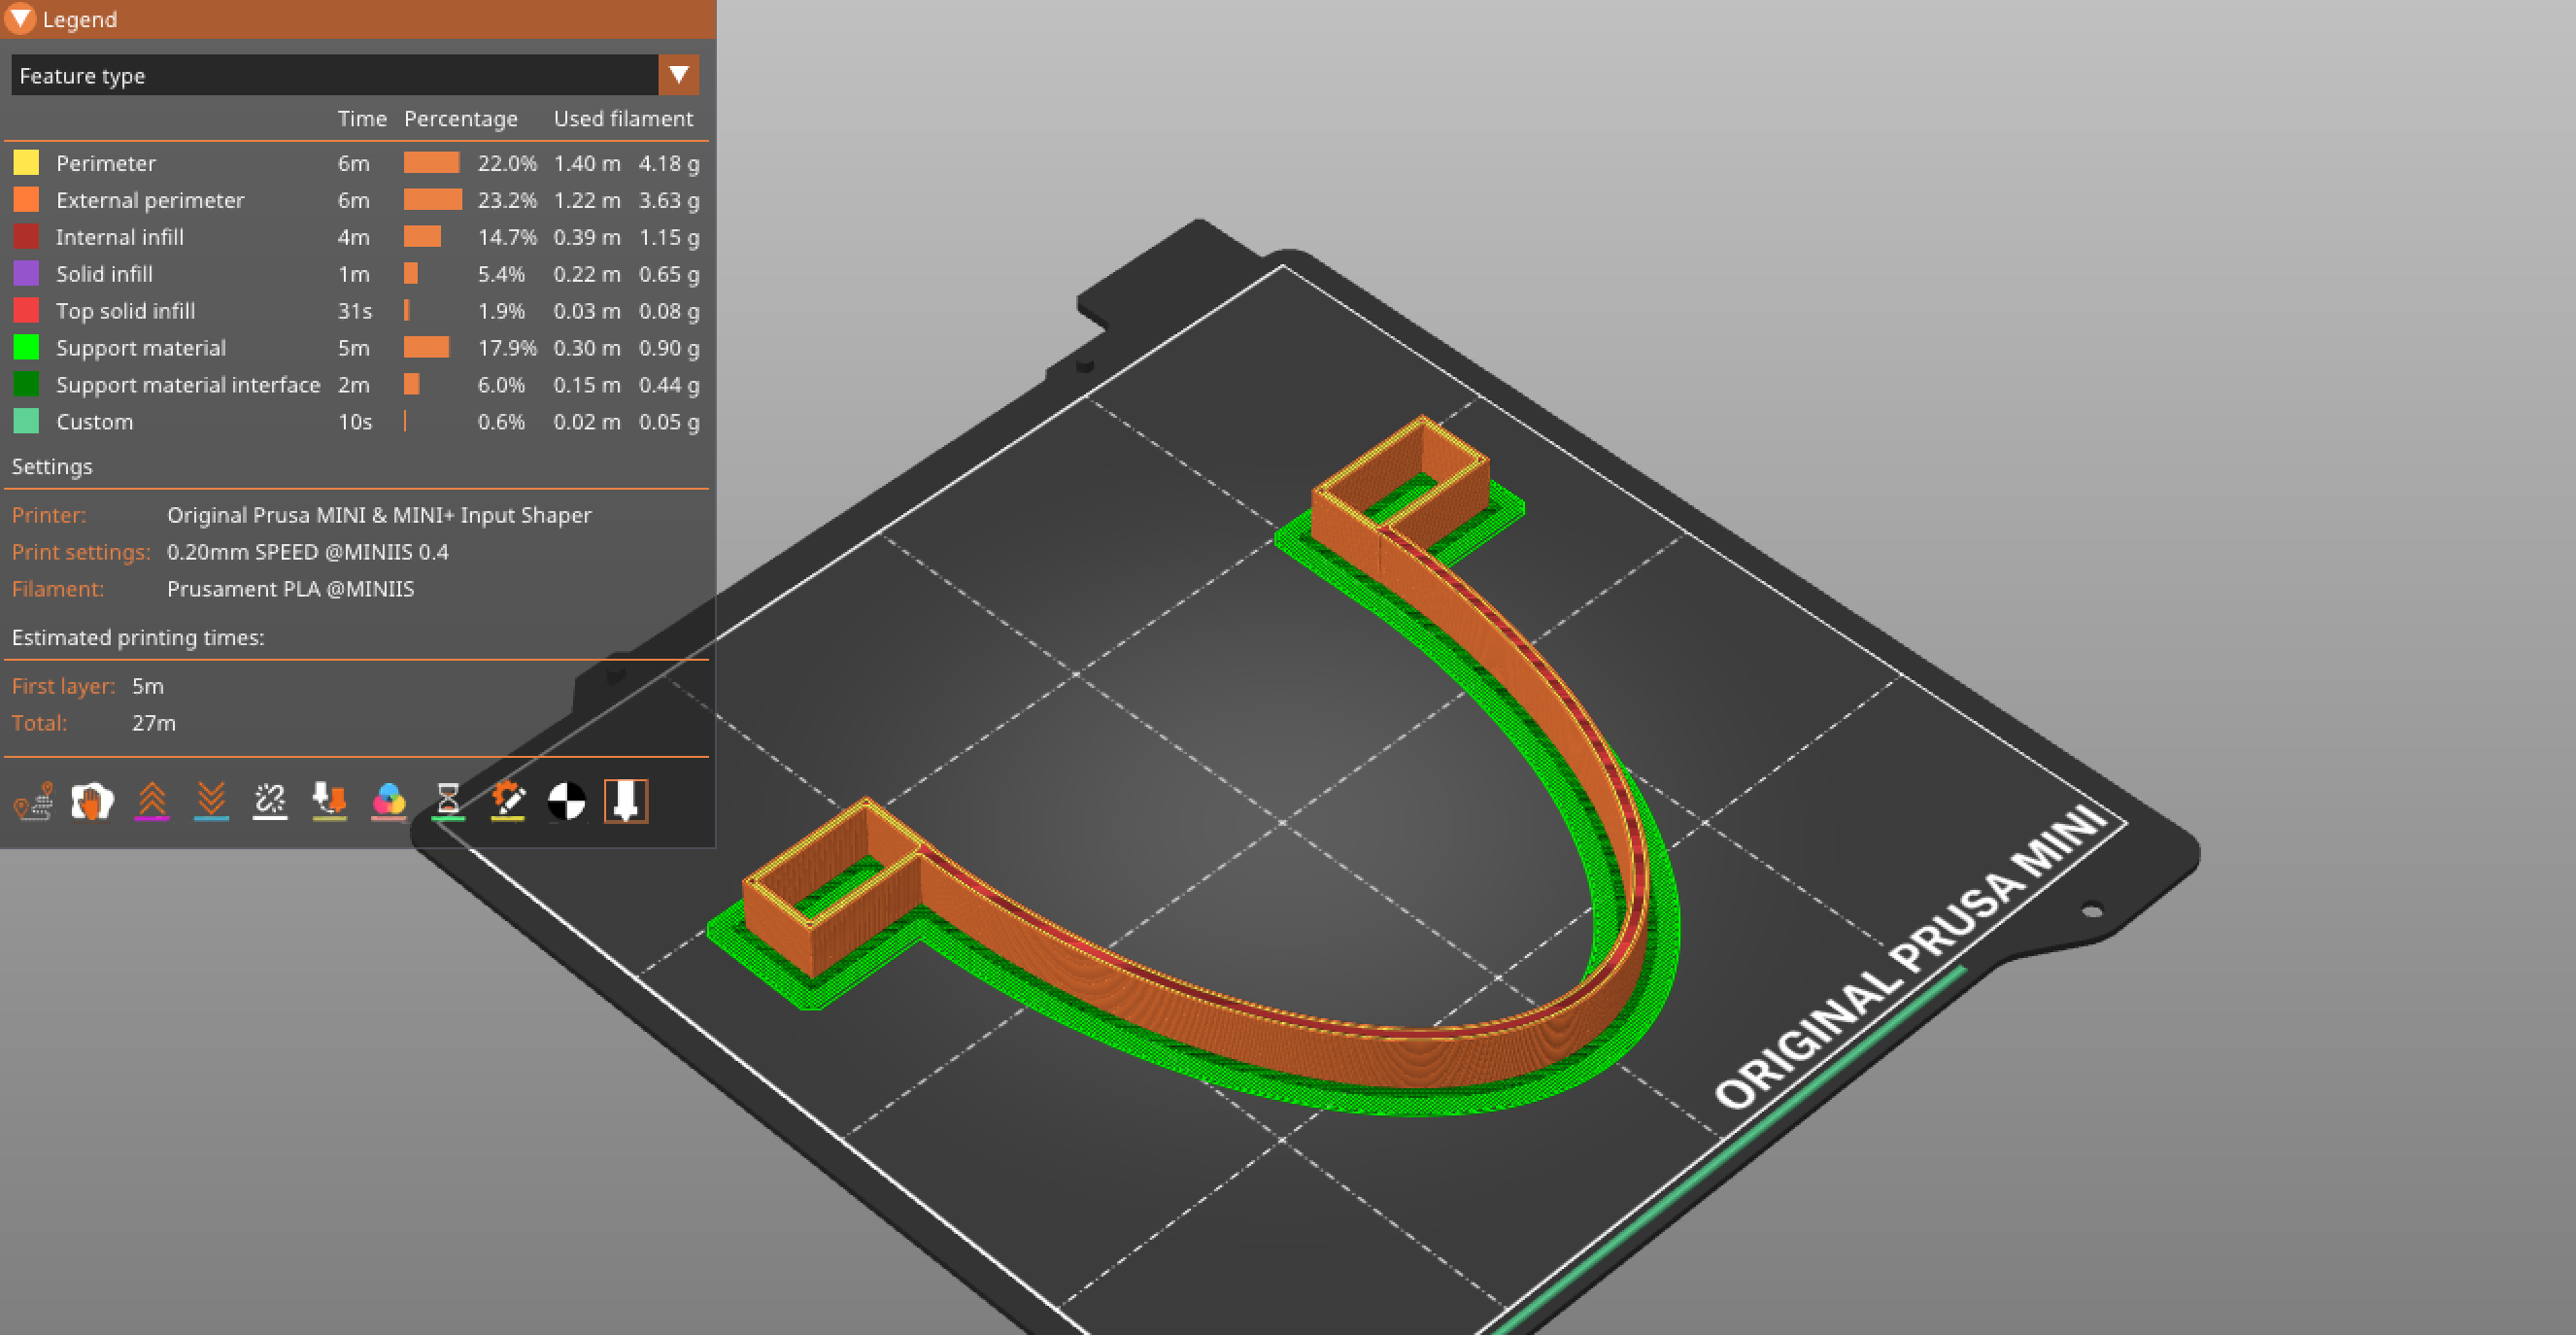 Legend
Feature type
Time Percentage Used filament
Perimeter 6m 22.0% 1.40 m 4.18 g
External perimeter 6m 23.2% 1.22 m 3.63 g
Internal infill 4m 14.7% 0.39 m 1.15 g
Solid infill 1m 5.4% 0.22 m 0.65 g
Top solid infill 31s 1.9% 0.03 m 0.08 g
Support material 5m 17.9% 0.30 m 0.90 g
Support material interface 2m 6.0% 0.15 m 0.44 g
Custom 10s 0.6% 0.02 m 0.05 g
Settings
Printer: Original Prusa MINI & MINI+ Input Shaper
Print settings: 0.20mm SPEED @MINIIS 0.4
Filament: Prusament PLA @MINIIS
Estimated printing times:
First layer: 5m
Total: 27m
ORIGINAL PRUSA MINI